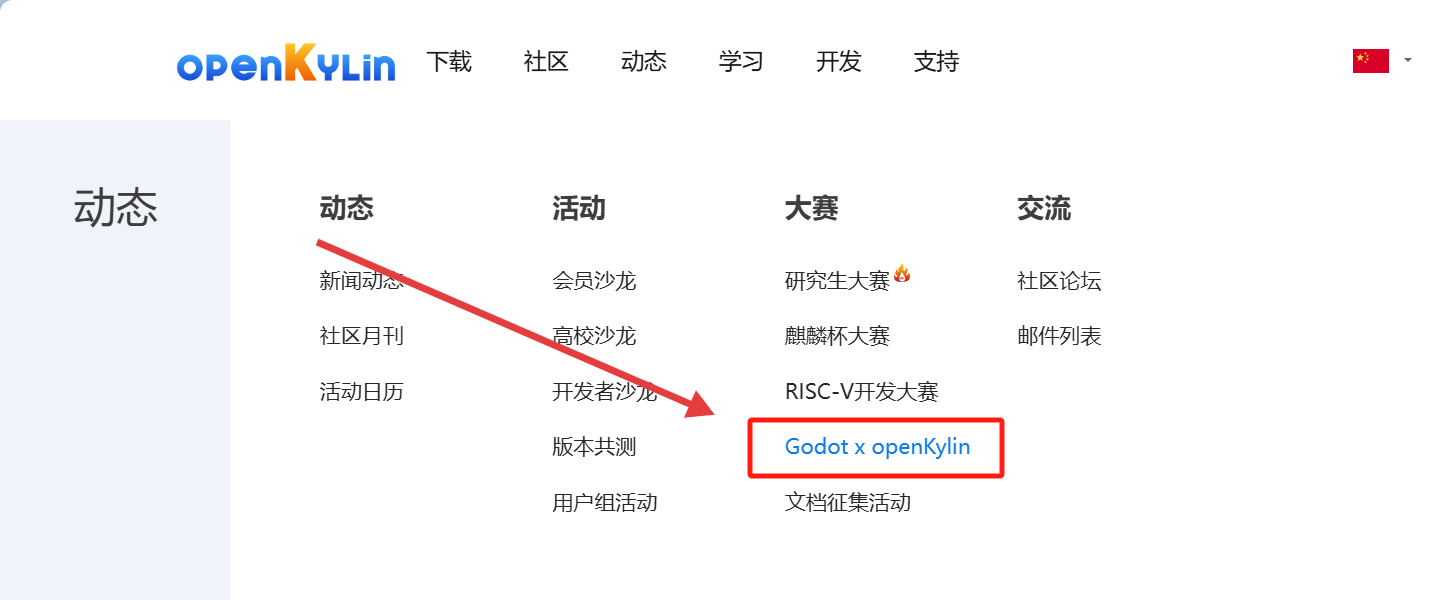 openKylin 下载 社区 动态 学习 开发 支持
动态
动态
新闻动态
社区月刊
活动日历
活动
会员沙龙
高校沙龙
开发者沙龙
版本共测
用户组活动
大赛
研究生大赛
麒麟杯大赛
RISC-V开发大赛
Godot x openKylin
文档征集活动
交流
社区论坛
邮件列表